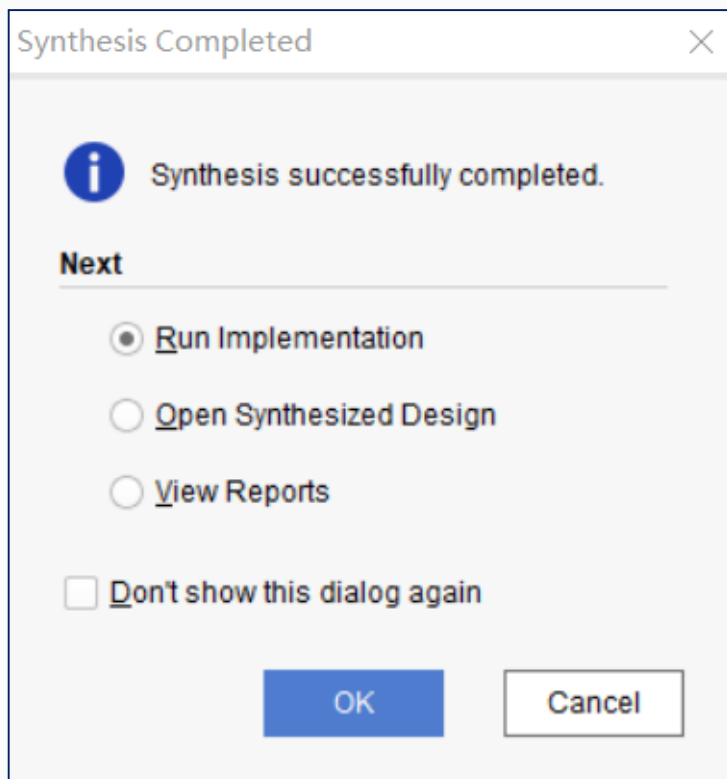 Synthesis Completed
Synthesis successfully completed.
Next
Run Implementation
Open Synthesized Design
View Reports
Don't show this dialog again
OK
Cancel